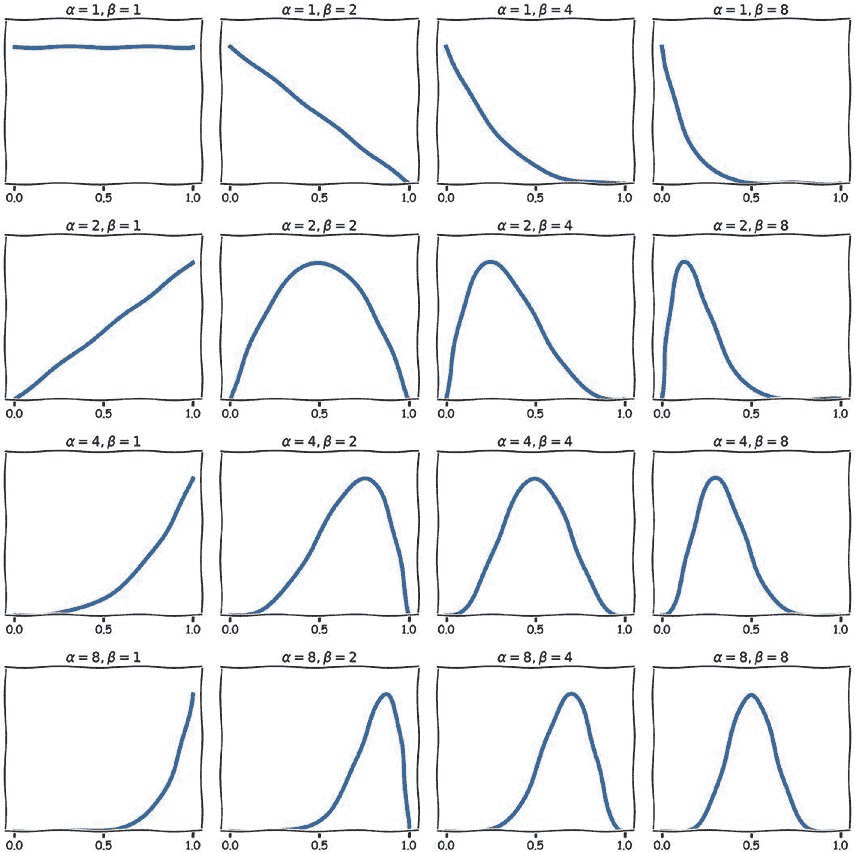 α = 1, β = 1 α = 1, β = 2 α = 1, β = 4 α = 1, β = 8
0.0 0.5 1.0 0.0 0.5 1.0 0.0 0.5 1.0 0.0 0.5 1.0
α = 2, β = 1 α = 2, β = 2 α = 2, β = 4 α = 2, β = 8
0.0 0.5 1.0 0.0 0.5 1.0 0.0 0.5 1.0 0.0 0.5 1.0
α = 4, β = 1 α = 4, β = 2 α = 4, β = 4 α = 4, β = 8
0.0 0.5 1.0 0.0 0.5 1.0 0.0 0.5 1.0 0.0 0.5 1.0
α = 8, β = 1 α = 8, β = 2 α = 8, β = 4 α = 8, β = 8
0.0 0.5 1.0 0.0 0.5 1.0 0.0 0.5 1.0 0.0 0.5 1.0